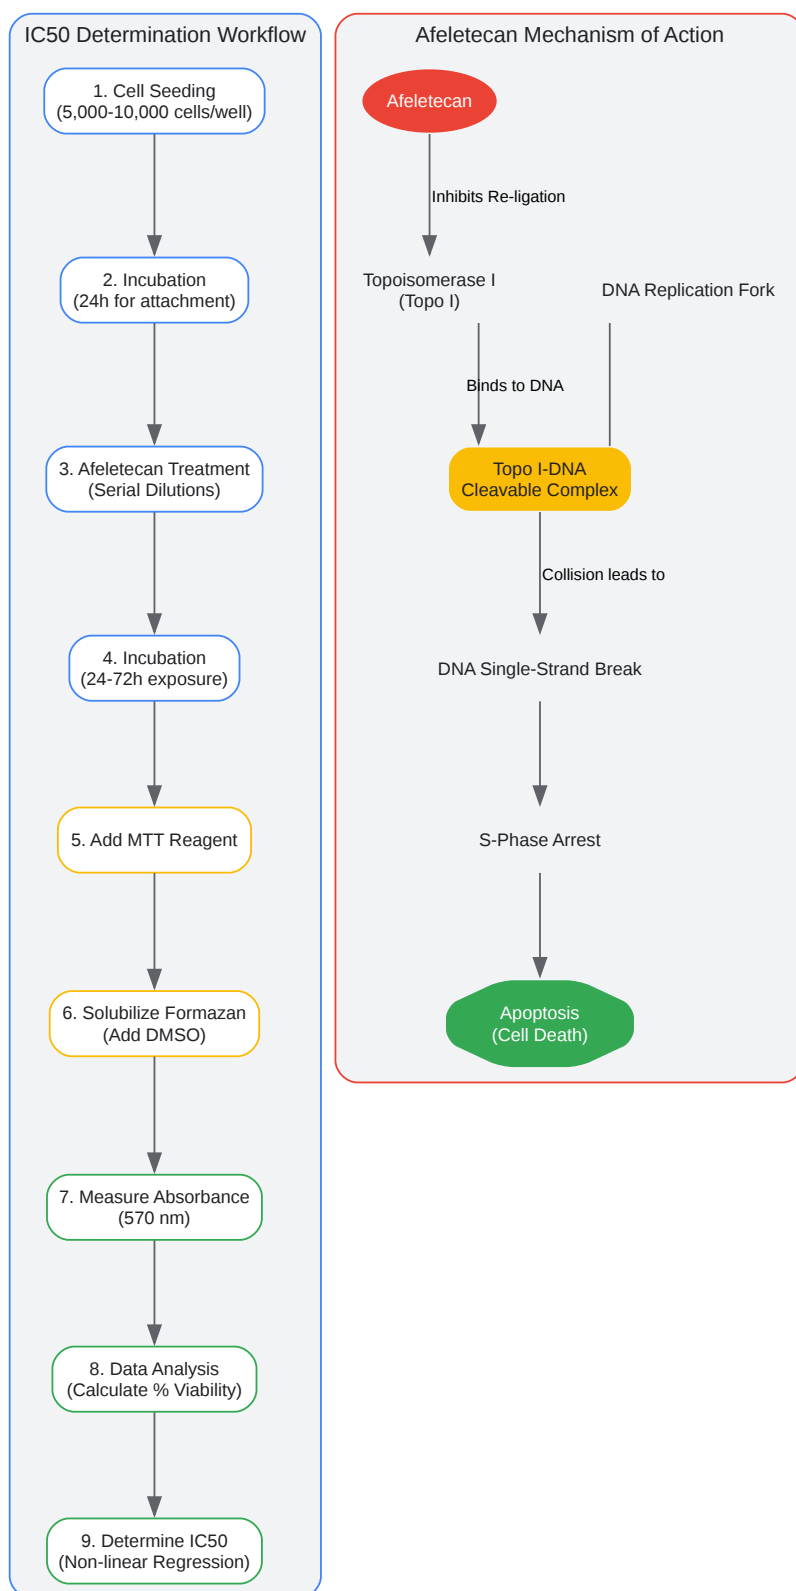 IC50 Determination Workflow
1. Cell Seeding
(5,000-10,000 cells/well)
2. Incubation
(24h for attachment)
3. Afeletecan Treatment
(Serial Dilutions)
4. Incubation
(24-72h exposure)
5. Add MTT Reagent
6. Solubilize Formazan
(Add DMSO)
7. Measure Absorbance
(570 nm)
8. Data Analysis
(Calculate % Viability)
9. Determine IC50
(Non-linear Regression)
Afeletecan Mechanism of Action
Afeletecan
Inhibits Re-ligation
Topoisomerase I
(Topo I)
DNA Replication Fork
Binds to DNA
Topo I-DNA
Cleavable Complex
Collision leads to
DNA Single-Strand Break
S-Phase Arrest
Apoptosis
(Cell Death)